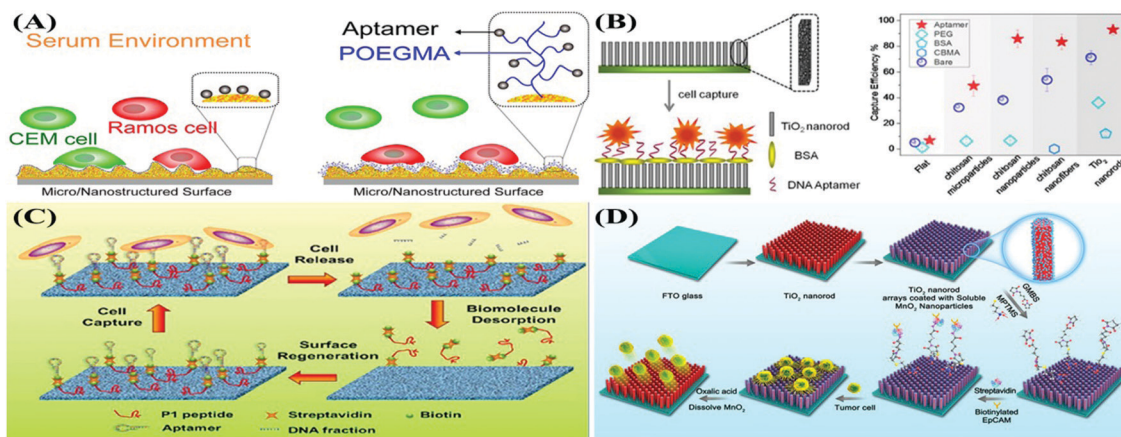 (A)
Serum Environment
Aptamer
POEGMA
CEM cell
Ramos cell
Micro/Nanostructured Surface
Micro/Nanostructured Surface
(B)
cell capture
TiO₂ nanorod
BSA
DNA Aptamer
Capture Efficiency %
100
80
60
40
20
0
Aptamer
PEG
BSA
CBMA
Bare
Flat
chitosan
microparticles
chitosan
nanoparticles
chitosan
nanofibers
TiO₂
nanorod
(C)
Cell
Release
Cell
Capture
Biomolecule
Desorption
Surface
Regeneration
P1 peptide
Streptavidin
Biotin
Aptamer
DNA fraction
(D)
FTO glass
TiO₂ nanorod
TiO₂ nanorod
arrays coated with Soluble
MnO₂ Nanoparticles
GMBS
MPTMS
Oxalic acid
Dissolve MnO₂
Tumor cell
Streptavidin
Biotinylated
EpCAM